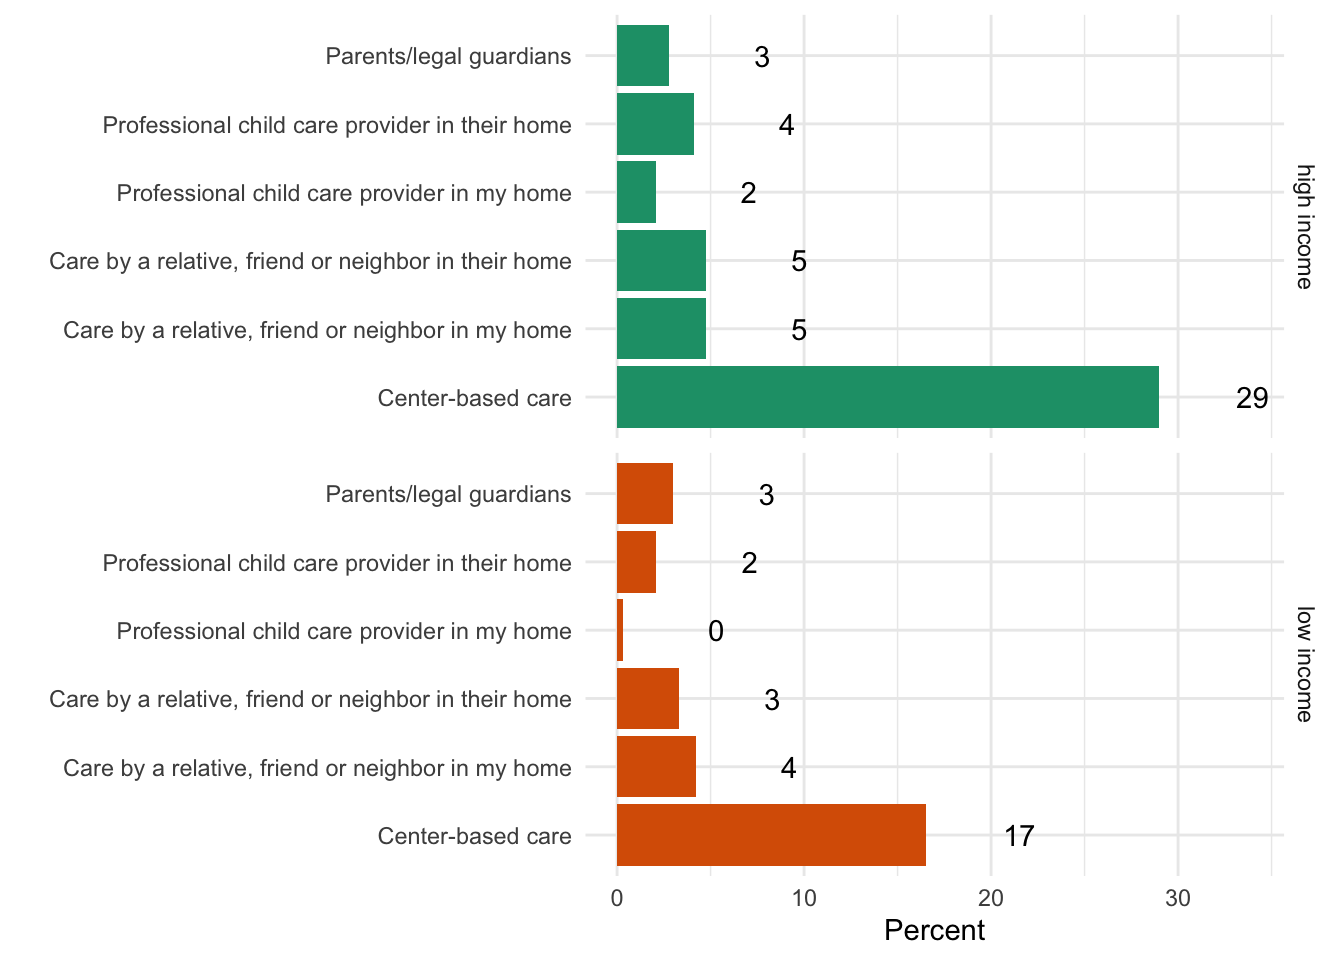 Parents/legal guardians 3
Professional child care provider in their home 4
Professional child care provider in my home 2
Care by a relative, friend or neighbor in their home 5
Care by a relative, friend or neighbor in my home 5
Center-based care 29
high income
Parents/legal guardians 3
Professional child care provider in their home 2
Professional child care provider in my home 0
Care by a relative, friend or neighbor in their home 3
Care by a relative, friend or neighbor in my home 4
Center-based care 17
low income
0 10 20 30
Percent